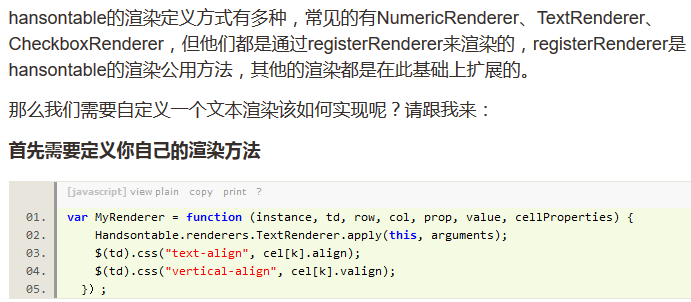 hansontable的渲染定义方式有多种，常见的有NumericRenderer、TextRenderer、
CheckboxRenderer，但他们都是通过registerRenderer来渲染的，registerRenderer是
hansontable的渲染公用方法，其他的渲染都是在此基础上扩展的。
那么我们需要自定义一个文本渲染该如何实现呢？请跟我来：
首先需要定义你自己的渲染方法
[javascript] view plain copy print ?
01. var MyRenderer = function (instance, td, row, col, prop, value, cellProperties) {
02. Handsontable.renderers.TextRenderer.apply(this, arguments);
03. $(td).css("text-align", cel[k].align);
04. $(td).css("vertical-align", cel[k].valign);
05. }) ;